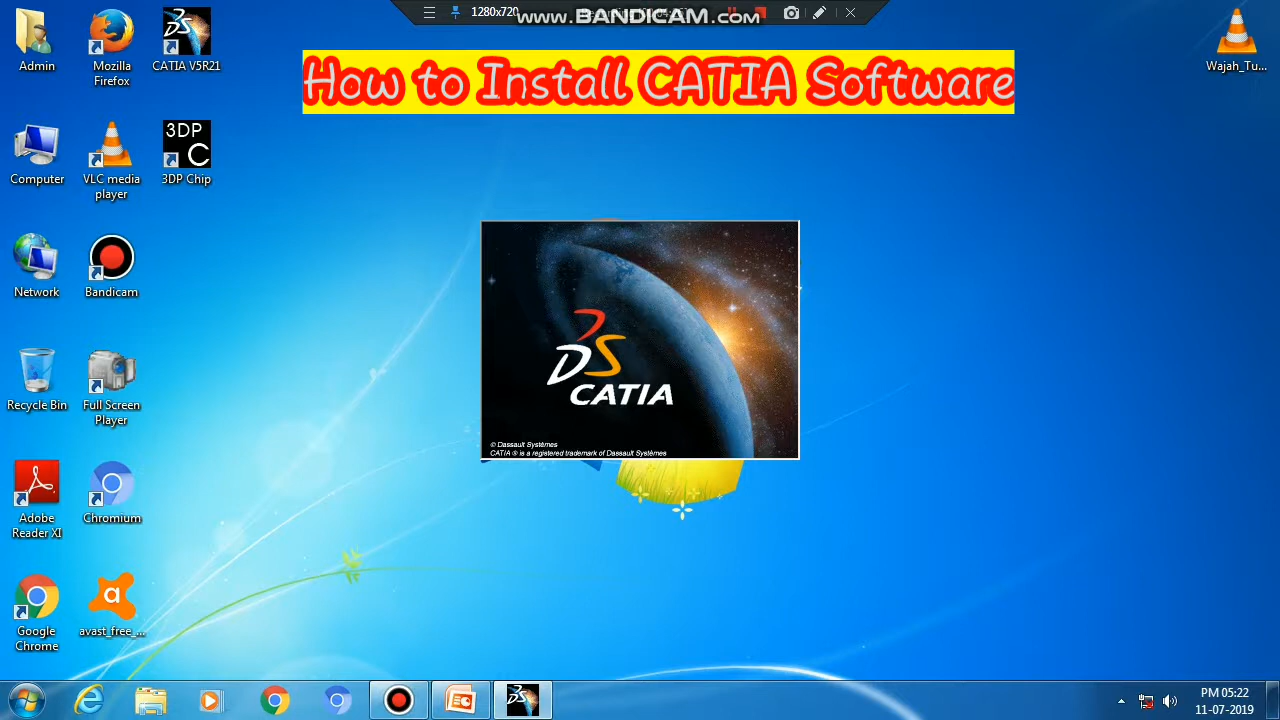 1280x720
www.BANDICAM.com
How to Install CATIA Software
Admin
Mozilla
Firefox
CATIA V5R21
Wajah_Tu...
3DP
C
Computer
VLC media
player
3DP Chip
Network
Bandicam
DS
CATIA
© Dassault Systèmes
CATIA ® is a registered trademark of Dassault Systèmes
Recycle Bin
Full Screen
Player
Adobe
Reader XI
Chromium
Google
Chrome
avast_free_...
PM 05:22
11-07-2019